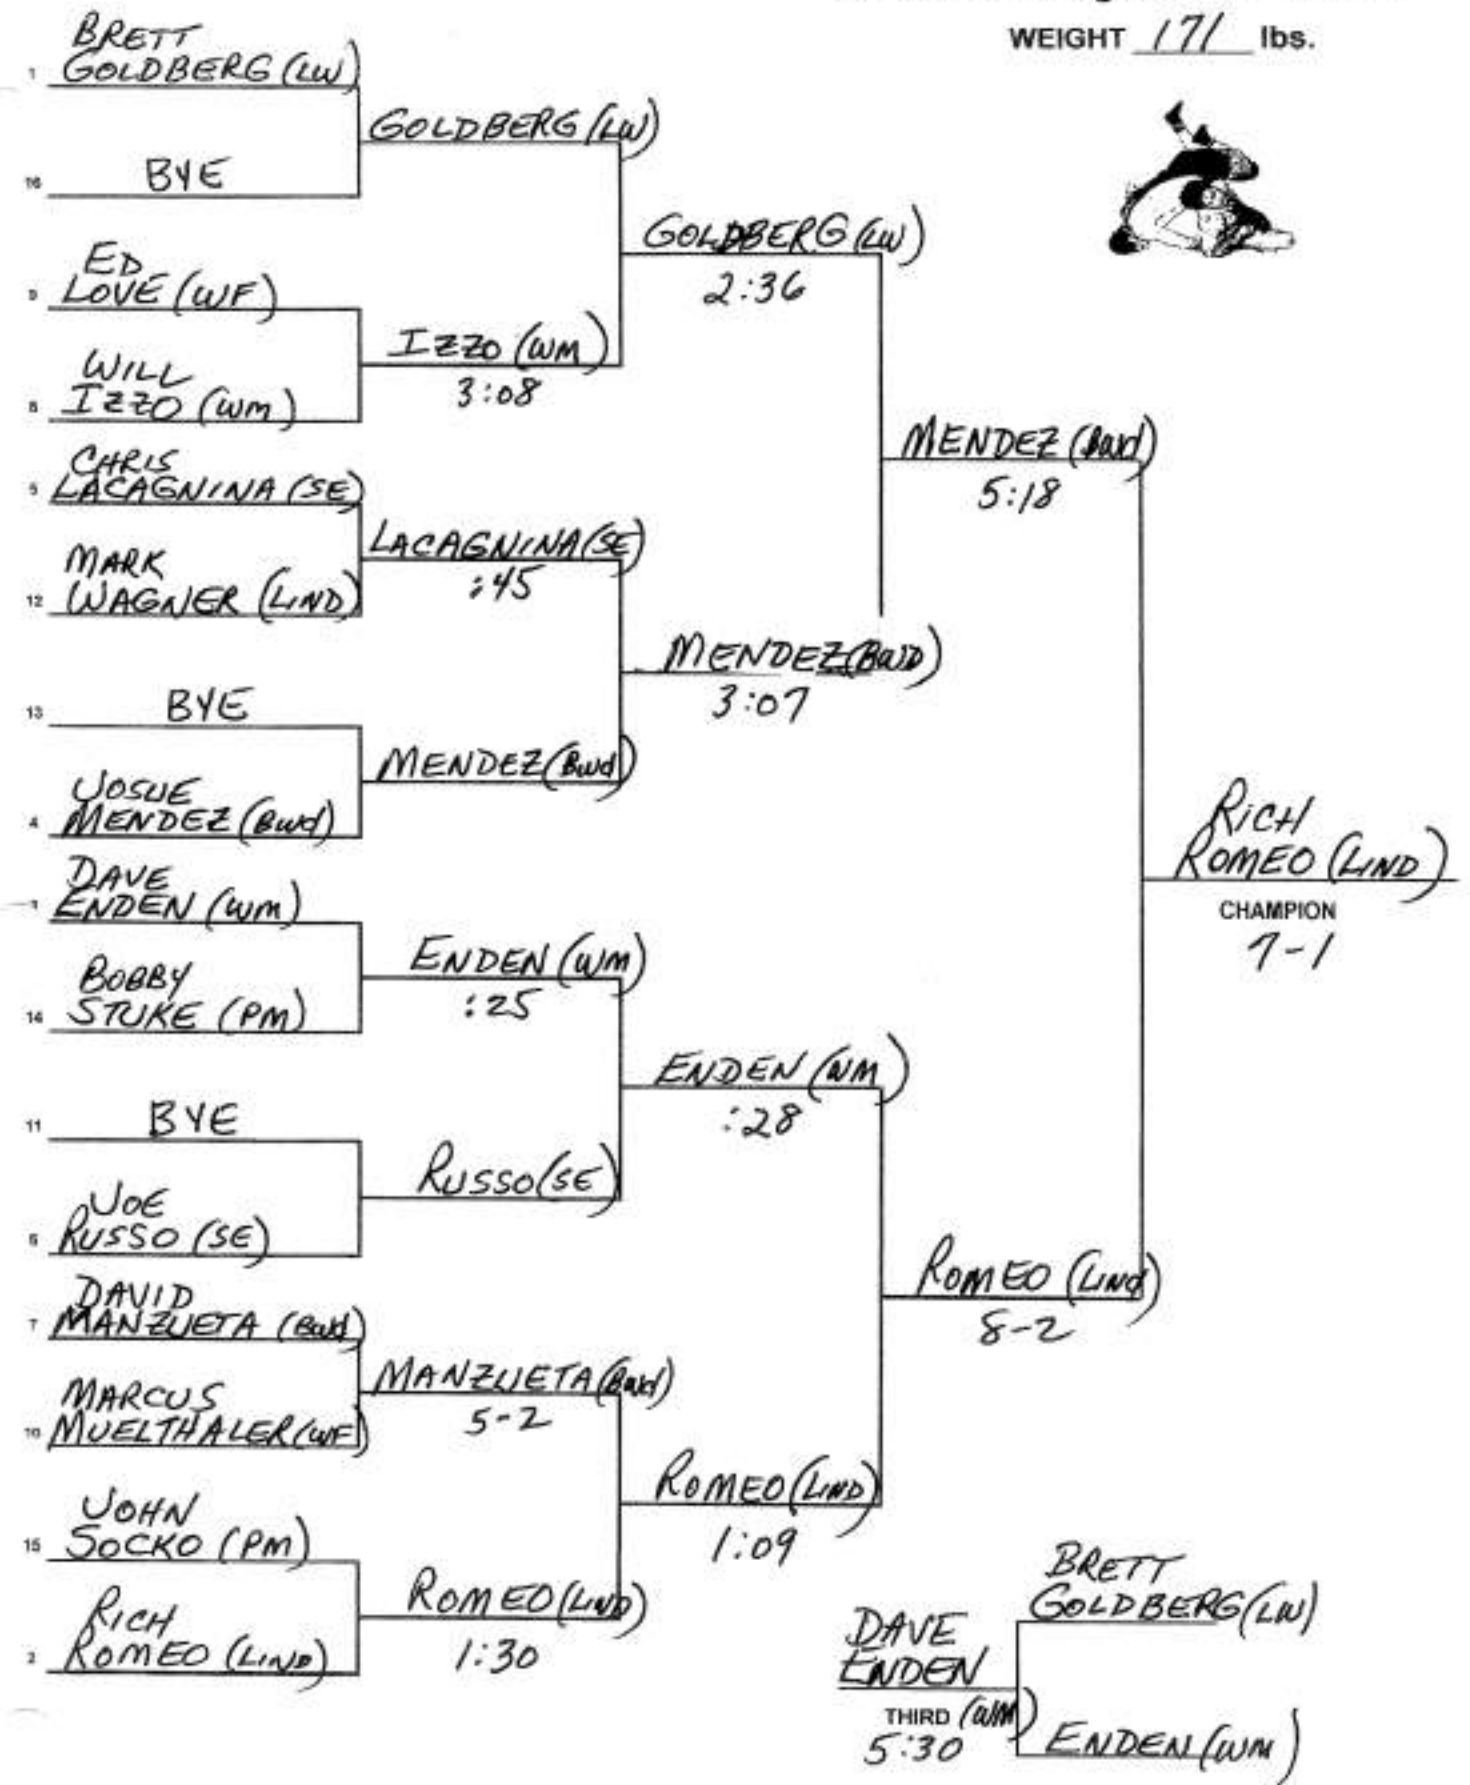 WEIGHT 171 lbs.
BRETT
1 GOLDBERG (LW)
16 BYE
ED
9 LOVE (WF)
WILL
8 IZZO (WM)
CHRIS
5 LACAGNINA (SE)
MARK
12 WAGNER (LIND)
13 BYE
JOSUE
4 MENDEZ (BWd)
DAVE
3 ENDEN (WM)
BOBBY
14 STUKE (PM)
11 BYE
JOE
6 RUSSO (SE)
DAVID
7 MANZUETA (BWd)
MARCUS
10 MUELTHALER (WF)
JOHN
15 SOCKO (PM)
RICH
2 ROMEO (LIND)
GOLDBERG (LW)
IZZO (WM)
3:08
LACAGNINA (SE)
:45
MENDEZ (BWd)
ENDEN (WM)
:25
RUSSO (SE)
MANZUETA (BWd)
5-2
ROMEO (LIND)
1:30
GOLDBERG (LW)
2:36
MENDEZ (BWD)
3:07
ENDEN (WM)
:28
ROMEO (LIND)
1:09
MENDEZ (BWd)
5:18
ROMEO (LINd)
8-2
RICH
ROMEO (LIND)
CHAMPION
7-1
BRETT
GOLDBERG (LW)
ENDEN (WM)
DAVE
ENDEN
THIRD (WM)
5:30